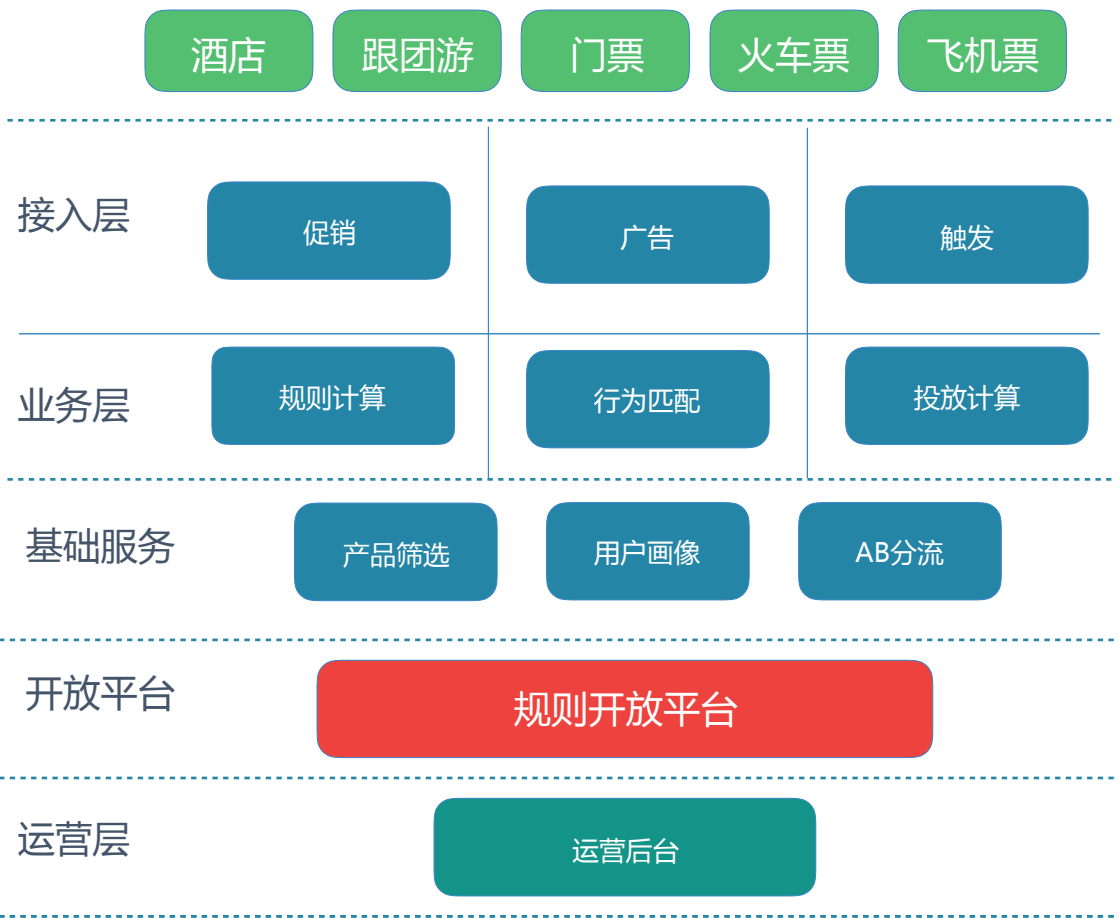 酒店
跟团游
门票
火车票
飞机票
接入层
促销
广告
触发
业务层
规则计算
行为匹配
投放计算
基础服务
产品筛选
用户画像
AB分流
开放平台
规则开放平台
运营层
运营后台